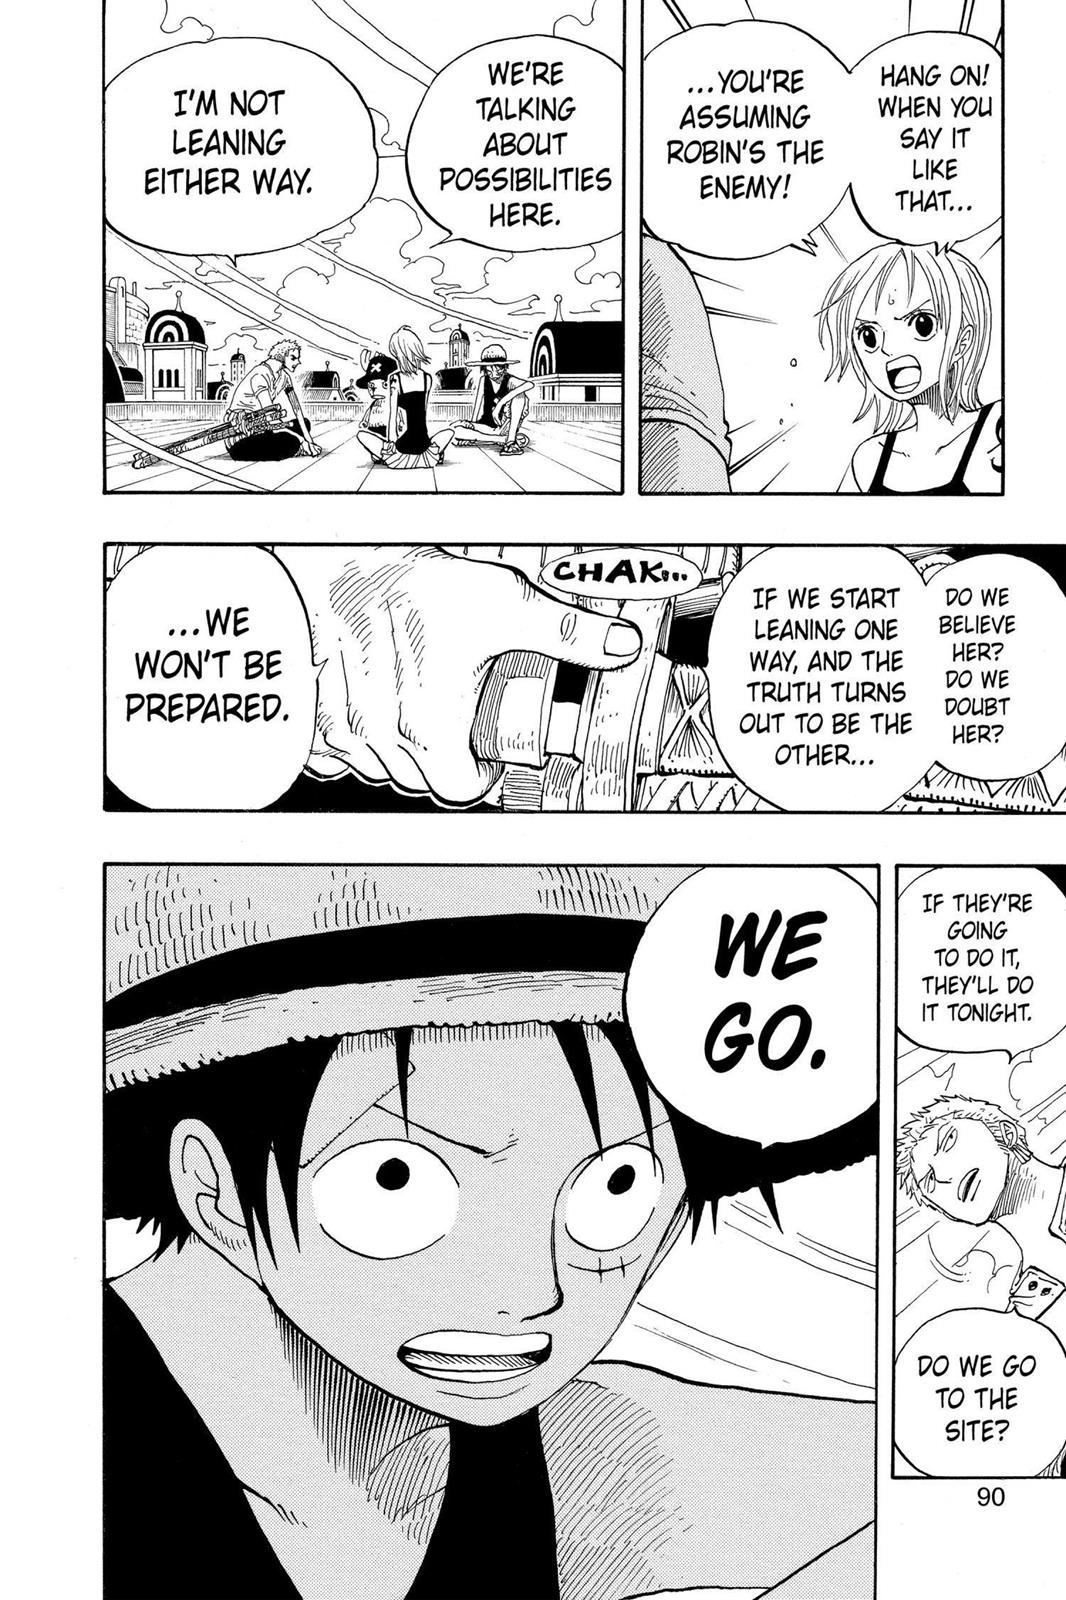 HANG ON!
WHEN YOU
SAY IT
LIKE
THAT...
...YOU'RE
ASSUMING
ROBIN'S THE
ENEMY!
WE'RE
TALKING
ABOUT
POSSIBILITIES
HERE.
I'M NOT
LEANING
EITHER WAY.
DO WE
BELIEVE
HER?
DO WE
DOUBT
HER?
IF WE START
LEANING ONE
WAY, AND THE
TRUTH TURNS
OUT TO BE THE
OTHER...
CHAK...
...WE
WON'T BE
PREPARED.
IF THEY'RE
GOING
TO DO IT,
THEY'LL DO
IT TONIGHT.
DO WE GO
TO THE
SITE?
WE
GO.
90